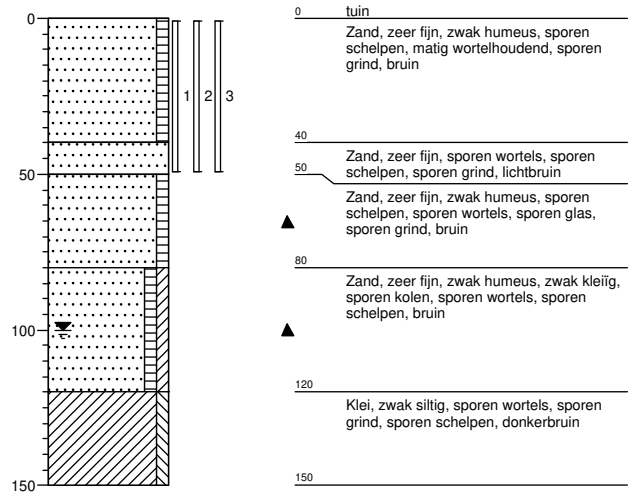 0
50
100
150
1
2
3
0
tuin
Zand, zeer fijn, zwak humeus, sporen
schelpen, matig wortelhoudend, sporen
grind, bruin
40
Zand, zeer fijn, sporen wortels, sporen
schelpen, sporen grind, lichtbruin
50
Zand, zeer fijn, zwak humeus, sporen
schelpen, sporen wortels, sporen glas,
sporen grind, bruin
80
Zand, zeer fijn, zwak humeus, zwak kleiïg,
sporen kolen, sporen wortels, sporen
schelpen, bruin
120
Klei, zwak siltig, sporen wortels, sporen
grind, sporen schelpen, donkerbruin
150